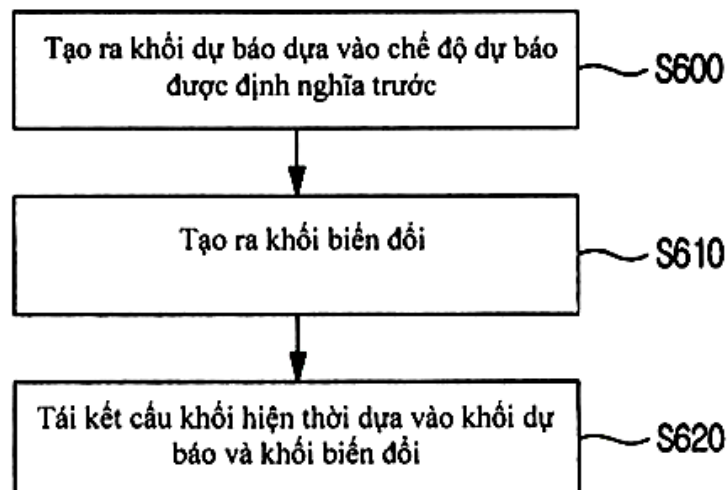 Tạo ra khối dự báo dựa vào chế độ dự báo
được định nghĩa trước
S600
Tạo ra khối biến đổi
S610
Tái kết cấu khối hiện thời dựa vào khối dự
báo và khối biến đổi
S620